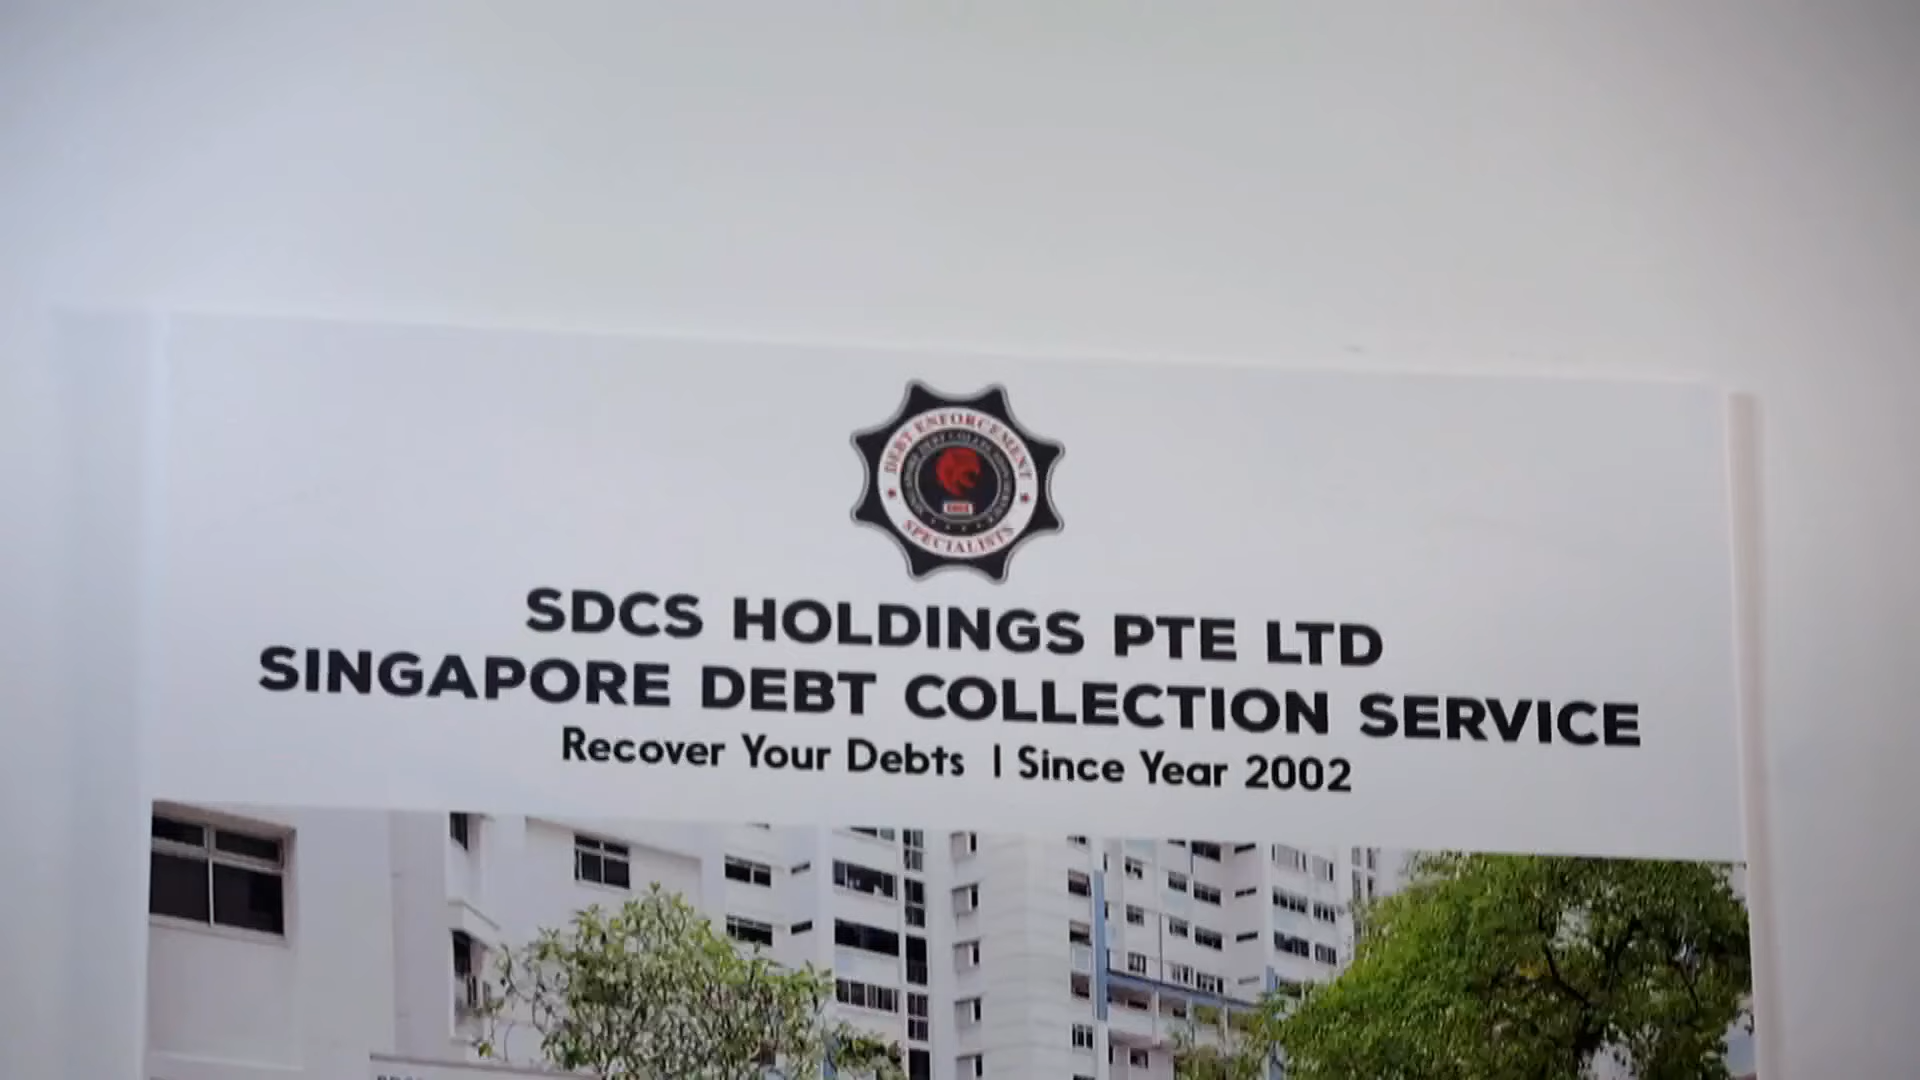 DEBT ENFORCEMENT
SPECIALISTS
SDCS HOLDINGS PTE LTD
SINGAPORE DEBT COLLECTION SERVICE
Recover Your Debts | Since Year 2002